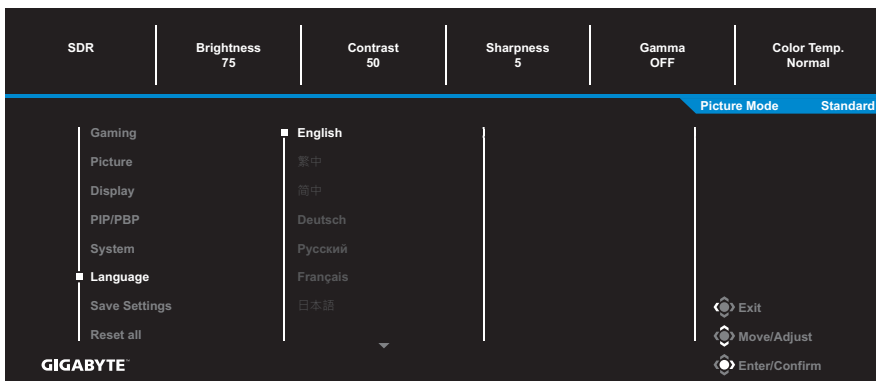 SDR
Brightness
75
Contrast
50
Sharpness
5
Gamma
OFF
Color Temp.
Normal
Picture Mode Standard
Gaming
Picture
Display
PIP/PBP
System
Language
Save Settings
Reset all
English
繁中
简中
Deutsch
Русский
Français
日本語
Exit
Move/Adjust
Enter/Confirm
GIGABYTE™